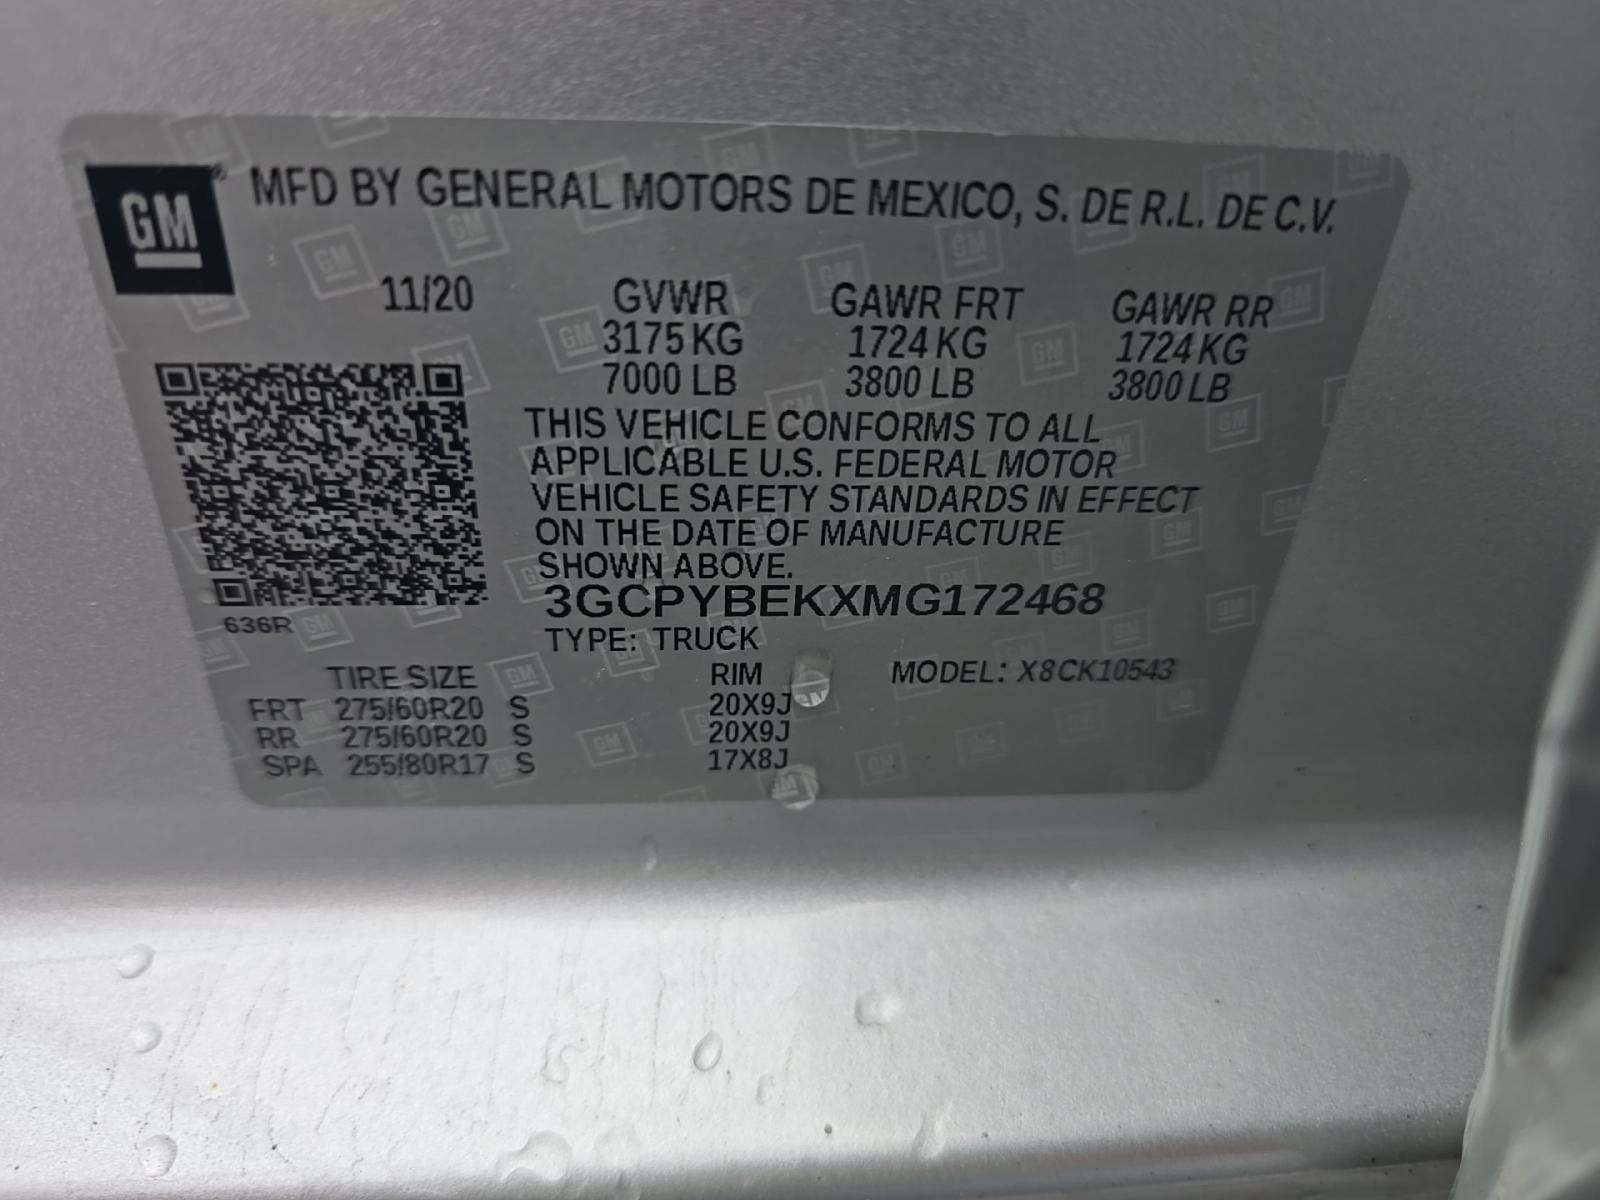 GM MFD BY GENERAL MOTORS DE MEXICO, S. DE R.L. DE C.V.
11/20 GVWR GAWR FRT GAWR RR
3175 KG 1724 KG 1724 KG
7000 LB 3800 LB 3800 LB
THIS VEHICLE CONFORMS TO ALL
APPLICABLE U.S. FEDERAL MOTOR
VEHICLE SAFETY STANDARDS IN EFFECT
ON THE DATE OF MANUFACTURE
SHOWN ABOVE.
3GCPYBEKXMG172468
636R
TYPE: TRUCK
TIRE SIZE RIM MODEL: X8CK10543
FRT 275/60R20 S 20X9J
RR 275/60R20 S 20X9J
SPA 255/80R17 S 17X8J